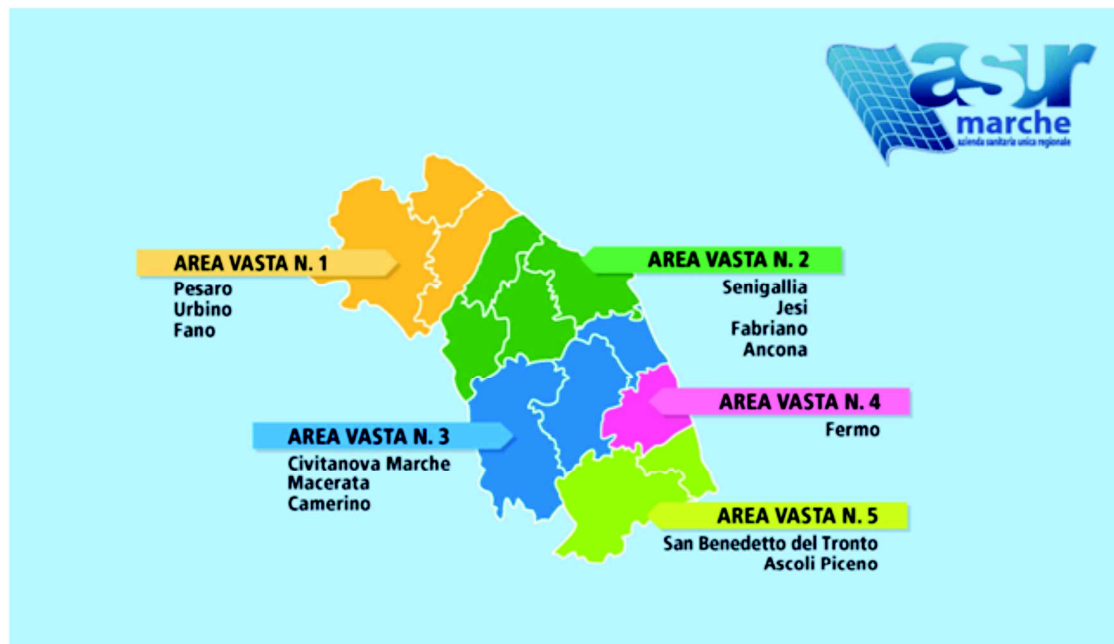 asur
marche
azienda sanitaria unica regionale
AREA VASTA N. 1
Pesaro
Urbino
Fano
AREA VASTA N. 2
Senigallia
Jesi
Fabriano
Ancona
AREA VASTA N. 3
Civitanova Marche
Macerata
Camerino
AREA VASTA N. 4
Fermo
AREA VASTA N. 5
San Benedetto del Tronto
Ascoli Piceno